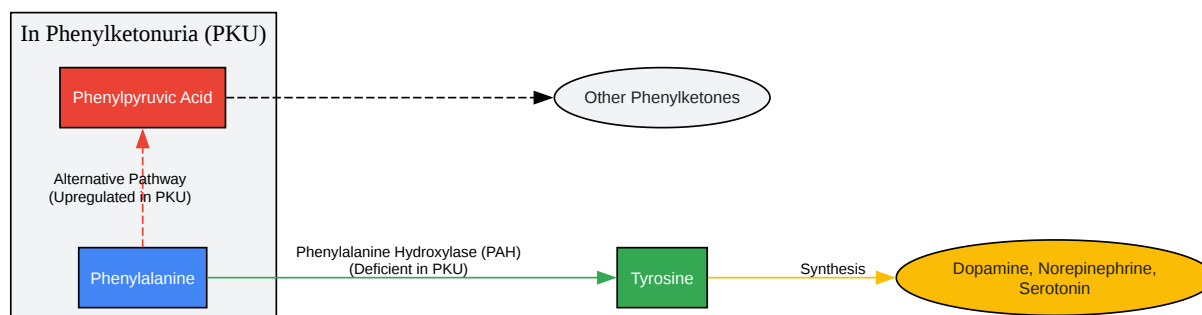 In Phenylketonuria (PKU)
Phenylpyruvic Acid
Other Phenylketones
Alternative Pathway
(Upregulated in PKU)
Phenylalanine
Phenylalanine Hydroxylase (PAH)
(Deficient in PKU)
Tyrosine
Synthesis
Dopamine, Norepinephrine,
Serotonin